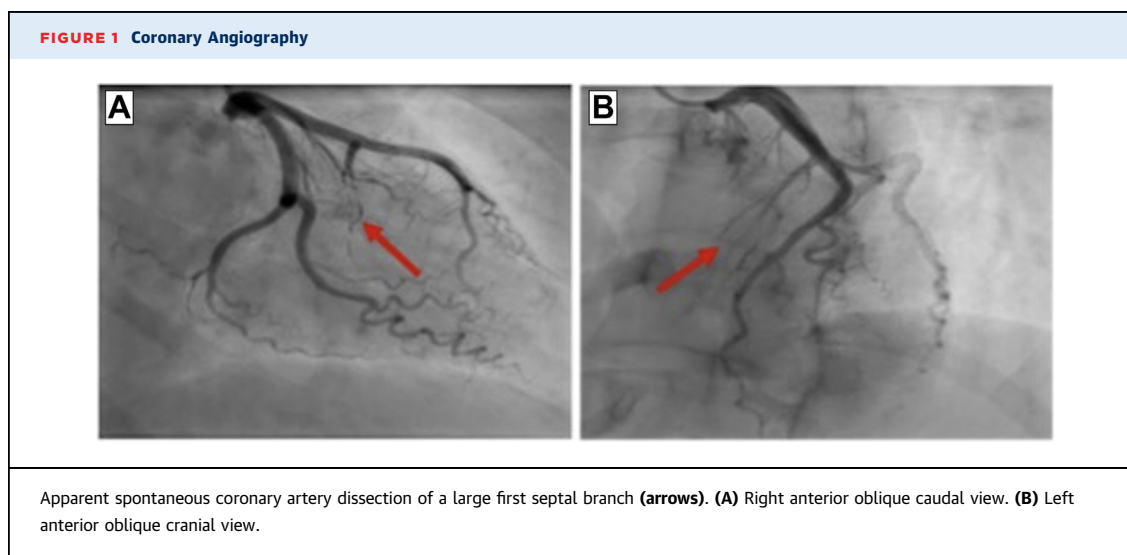 FIGURE 1 Coronary Angiography
A
B
Apparent spontaneous coronary artery dissection of a large first septal branch (arrows). (A) Right anterior oblique caudal view. (B) Left
anterior oblique cranial view.